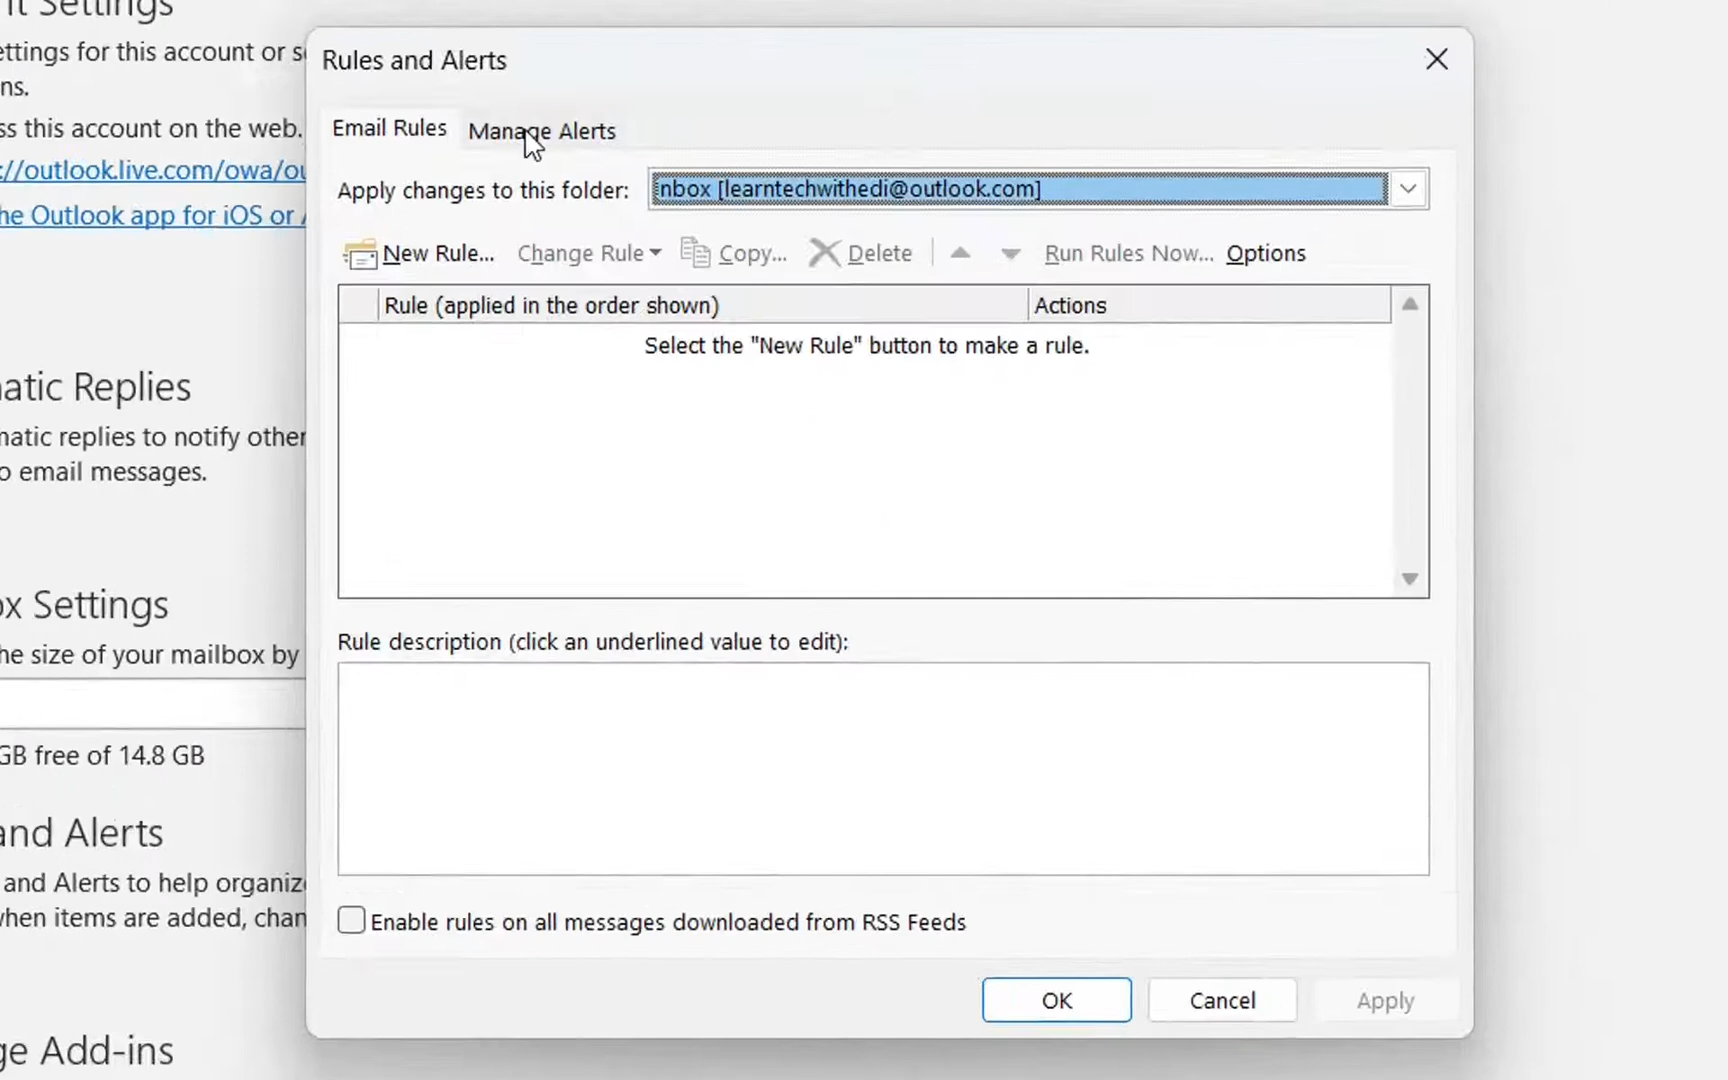 nt Settings
ettings for this account or s
ns.
ss this account on the web.
://outlook.live.com/owa/ou
he Outlook app for iOS or A
natic Replies
matic replies to notify other
o email messages.
ox Settings
he size of your mailbox by
GB free of 14.8 GB
and Alerts
and Alerts to help organize
when items are added, chan
ge Add-ins
Rules and Alerts
Email Rules
Manage Alerts
Apply changes to this folder:
nbox [learntechwithedi@outlook.com]
New Rule...
Change Rule
Copy...
Delete
Run Rules Now...
Options
Rule (applied in the order shown)
Actions
Select the "New Rule" button to make a rule.
Rule description (click an underlined value to edit):
Enable rules on all messages downloaded from RSS Feeds
OK
Cancel
Apply